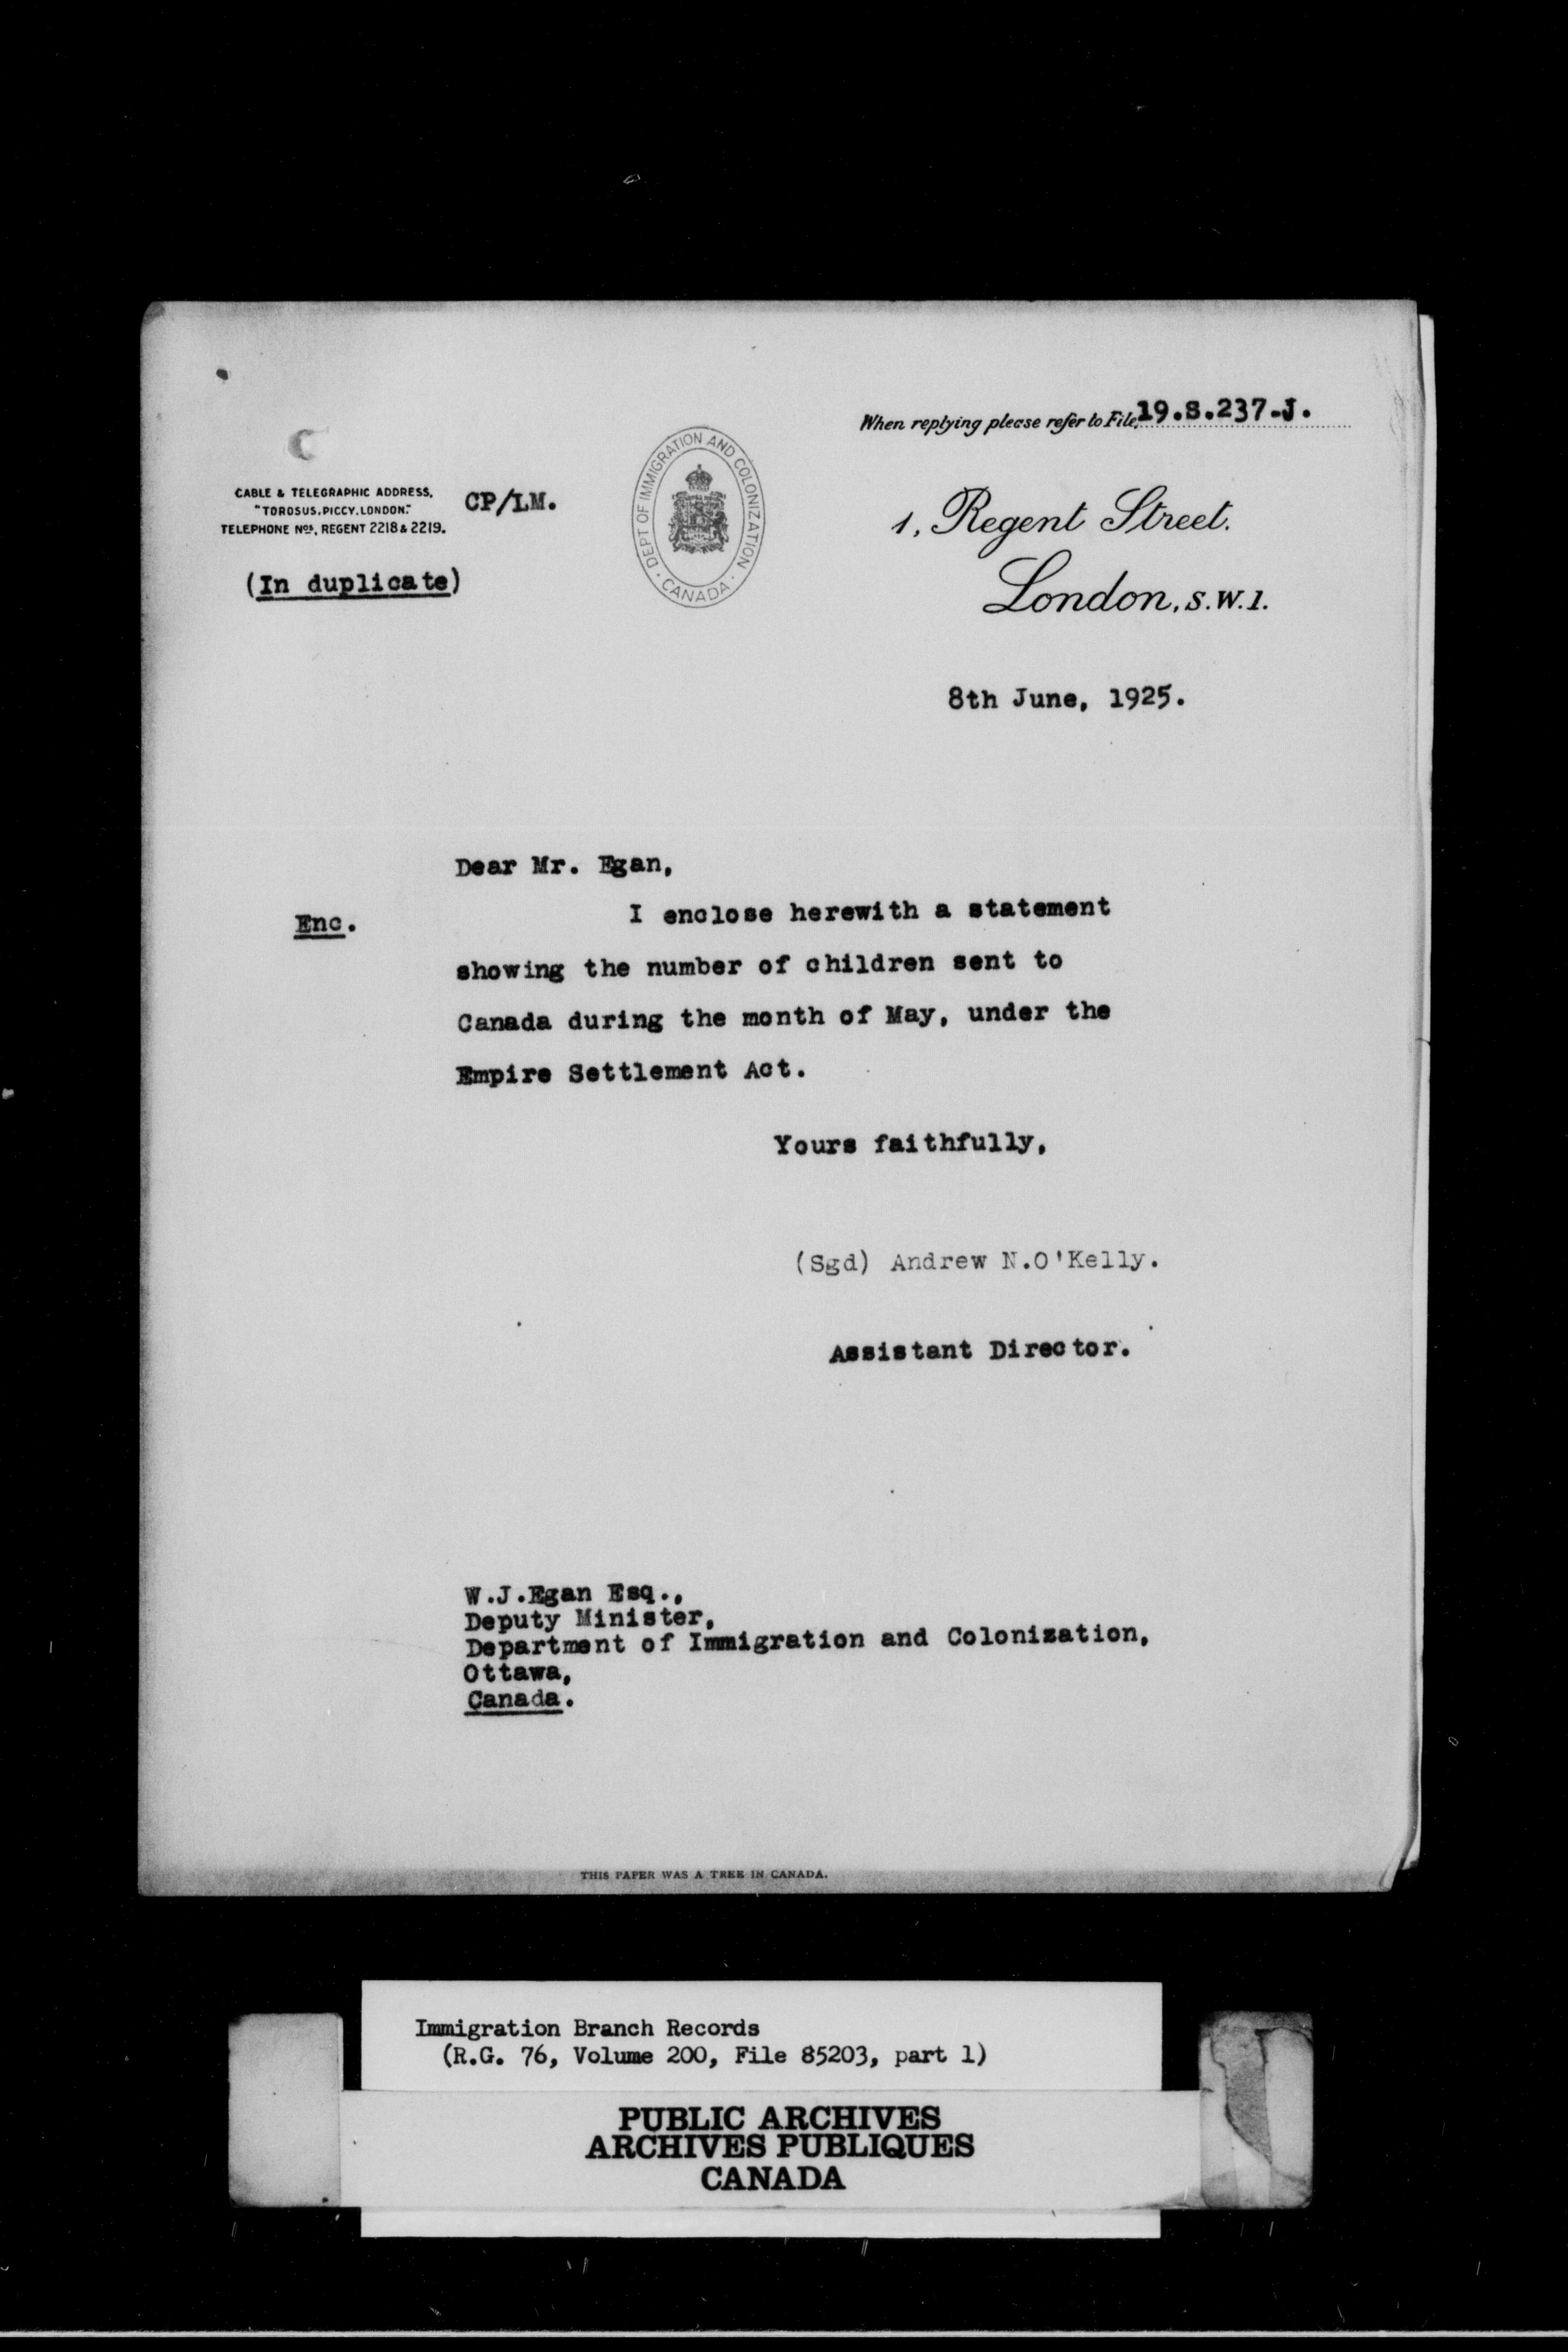 When replying please refer to File, 19.S.237-J.
CABLE & TELEGRAPHIC ADDRESS,
"TOROSUS, PICCY, LONDON."
TELEPHONE Nos, REGENT 2218 & 2219.
CP/LM.
DEPT OF IMMIGRATION AND COLONIZATION · CANADA ·
1, Regent Street.
London, S.W.1.
(In duplicate)
8th June, 1925.
Dear Mr. Egan,
Enc.
I enclose herewith a statement
showing the number of children sent to
Canada during the month of May, under the
Empire Settlement Act.
Yours faithfully,
(Sgd) Andrew N.O'Kelly.
Assistant Director.
W.J.Egan Esq.,
Deputy Minister,
Department of Immigration and Colonization,
Ottawa,
Canada.
THIS PAPER WAS A TREE IN CANADA.
Immigration Branch Records
(R.G. 76, Volume 200, File 85203, part 1)
PUBLIC ARCHIVES
ARCHIVES PUBLIQUES
CANADA